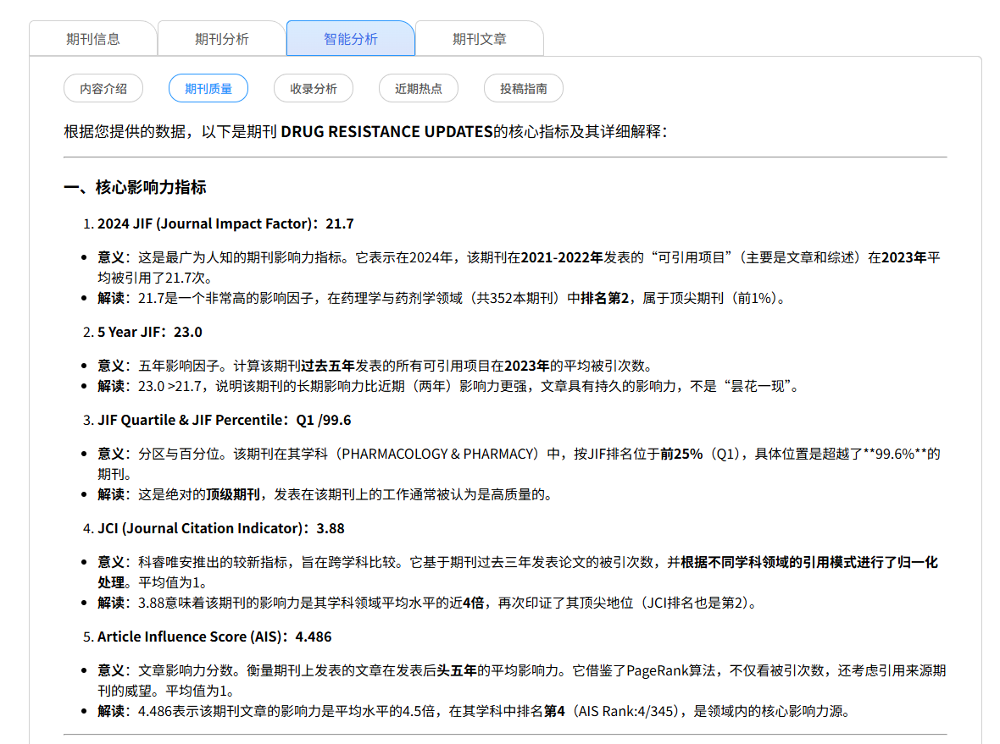 期刊信息 期刊分析 智能分析 期刊文章
内容介绍 期刊质量 收录分析 近期热点 投稿指南
根据您提供的数据，以下是期刊 DRUG RESISTANCE UPDATES的核心指标及其详细解释：
一、核心影响力指标
1. 2024 JIF (Journal Impact Factor)：21.7
• 意义：这是最广为人知的期刊影响力指标。它表示在2024年，该期刊在2021-2022年发表的“可引用项目”（主要是文章和综述）在2023年平
均被引用了21.7次。
• 解读：21.7是一个非常高的影响因子，在药理学与药剂学领域（共352本期刊）中排名第2，属于顶尖期刊（前1%）。
2. 5 Year JIF：23.0
• 意义：五年影响因子。计算该期刊过去五年发表的所有可引用项目在2023年的平均被引次数。
• 解读：23.0 >21.7，说明该期刊的长期影响力比近期（两年）影响力更强，文章具有持久的影响力，不是“昙花一现”。
3. JIF Quartile & JIF Percentile：Q1 /99.6
• 意义：分区与百分位。该期刊在其学科（PHARMACOLOGY & PHARMACY）中，按JIF排名位于前25%（Q1），具体位置是超越了**99.6%**的
期刊。
• 解读：这是绝对的顶级期刊，发表在该期刊上的工作通常被认为是高质量的。
4. JCI (Journal Citation Indicator)：3.88
• 意义：科睿唯安推出的较新指标，旨在跨学科比较。它基于期刊过去三年发表论文的被引次数，并根据不同学科领域的引用模式进行了归一化
处理。平均值为1。
• 解读：3.88意味着该期刊的影响力是其学科领域平均水平的近4倍，再次印证了其顶尖地位（JCI排名也是第2）。
5. Article Influence Score (AIS)：4.486
• 意义：文章影响力分数。衡量期刊上发表的文章在发表后头五年的平均影响力。它借鉴了PageRank算法，不仅看被引次数，还考虑引用来源期
刊的威望。平均值为1。
• 解读：4.486表示该期刊文章的影响力是平均水平的4.5倍，在其学科中排名第4（AIS Rank:4/345），是领域内的核心影响力源。